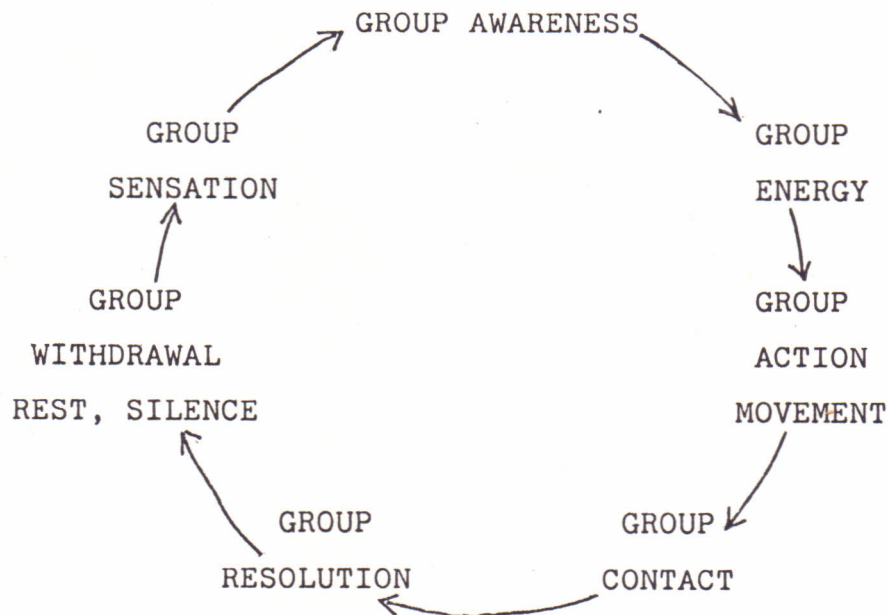 GROUP AWARENESS
GROUP
ENERGY
GROUP
ACTION
MOVEMENT
GROUP
CONTACT
GROUP
RESOLUTION
GROUP
WITHDRAWAL
REST, SILENCE
GROUP
SENSATION